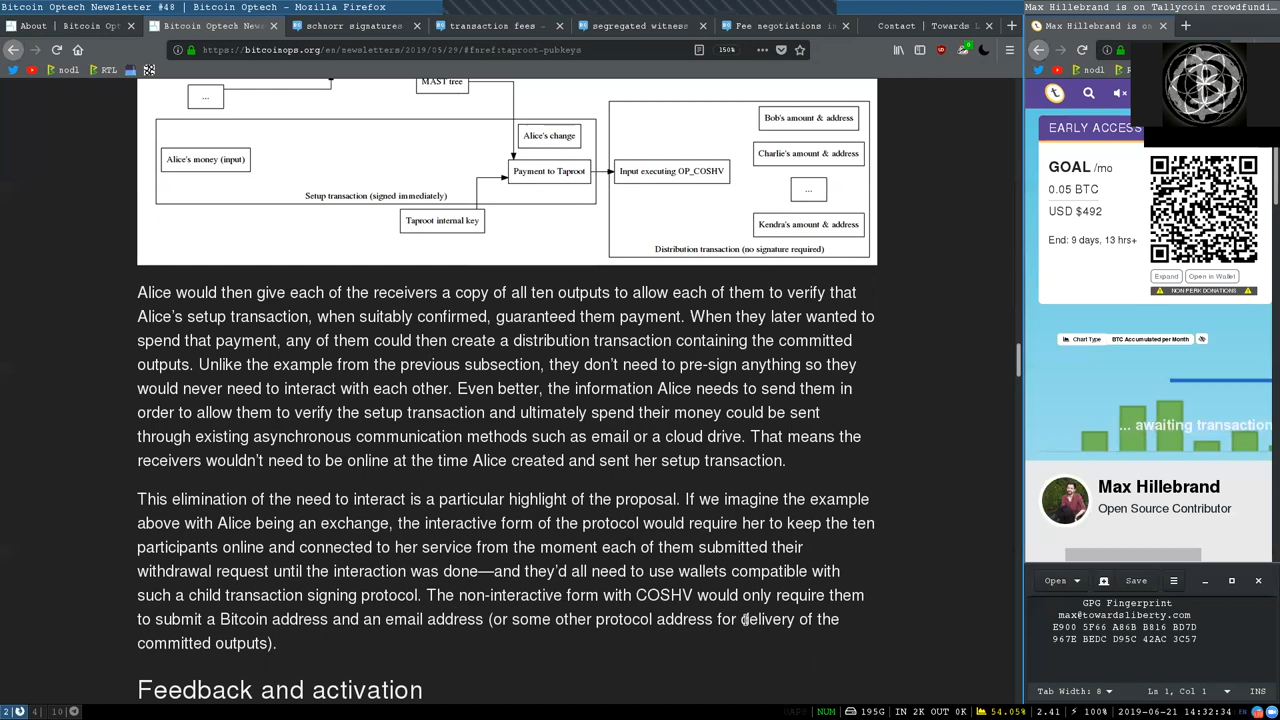 Bitcoin Optech Newsletter #48 | Bitcoin Optech - Mozilla Firefox
Max Hillebrand is on Tallycoin crowdfundi...
About | Bitcoin Optech
Bitcoin Optech News
schnorr signatures
transaction fees -
segregated witness
Fee negotiations in
Contact | Towards L
Max Hillebrand is on
https://bitcoinops.org/en/newsletters/2019/05/29/#fnref:taproot-pubkeys
150%
nodl
RTL
nodl
...
MAST tree
Alice's money (input)
Alice's change
Payment to Taproot
Setup transaction (signed immediately)
Taproot internal key
Input executing OP_COSHV
Bob's amount & address
Charlie's amount & address
...
Kendra's amount & address
Distribution transaction (no signature required)
Alice would then give each of the receivers a copy of all ten outputs to allow each of them to verify that
Alice's setup transaction, when suitably confirmed, guaranteed them payment. When they later wanted to
spend that payment, any of them could then create a distribution transaction containing the committed
outputs. Unlike the example from the previous subsection, they don't need to pre-sign anything so they
would never need to interact with each other. Even better, the information Alice needs to send them in
order to allow them to verify the setup transaction and ultimately spend their money could be sent
through existing asynchronous communication methods such as email or a cloud drive. That means the
receivers wouldn't need to be online at the time Alice created and sent her setup transaction.
This elimination of the need to interact is a particular highlight of the proposal. If we imagine the example
above with Alice being an exchange, the interactive form of the protocol would require her to keep the ten
participants online and connected to her service from the moment each of them submitted their
withdrawal request until the interaction was done—and they'd all need to use wallets compatible with
such a child transaction signing protocol. The non-interactive form with COSHV would only require them
to submit a Bitcoin address and an email address (or some other protocol address for delivery of the
committed outputs).
Feedback and activation
EARLY ACCESS
GOAL /mo
0.05 BTC
USD $492
End: 9 days, 13 hrs+
Expand
Open in Wallet
NON PERK DONATIONS
Chart Type BTC Accumulated per Month
... awaiting transaction
Max Hillebrand
Open Source Contributor
Open
Save
GPG Fingerprint
max@towardsliberty.com
E900 5F66 A86B B816 BD7D
967E BEDC D95C 42AC 3C57
Tab Width: 8
Ln 1, Col 1
INS
2
4
10
NUM
195G
IN 2K OUT 0K
54.05%
2.41
100%
2019-06-21 14:32:34